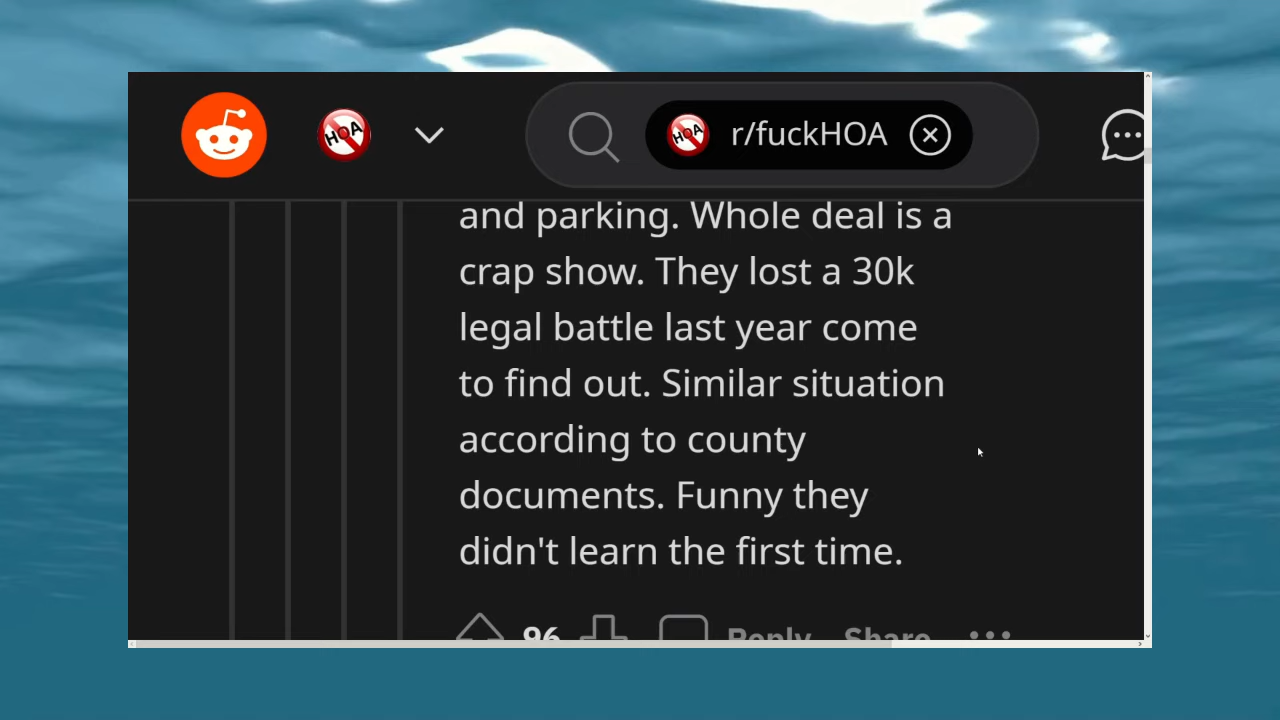 HOA
HOA r/fuckHOA
and parking. Whole deal is a
crap show. They lost a 30k
legal battle last year come
to find out. Similar situation
according to county
documents. Funny they
didn't learn the first time.
96 Reply Share